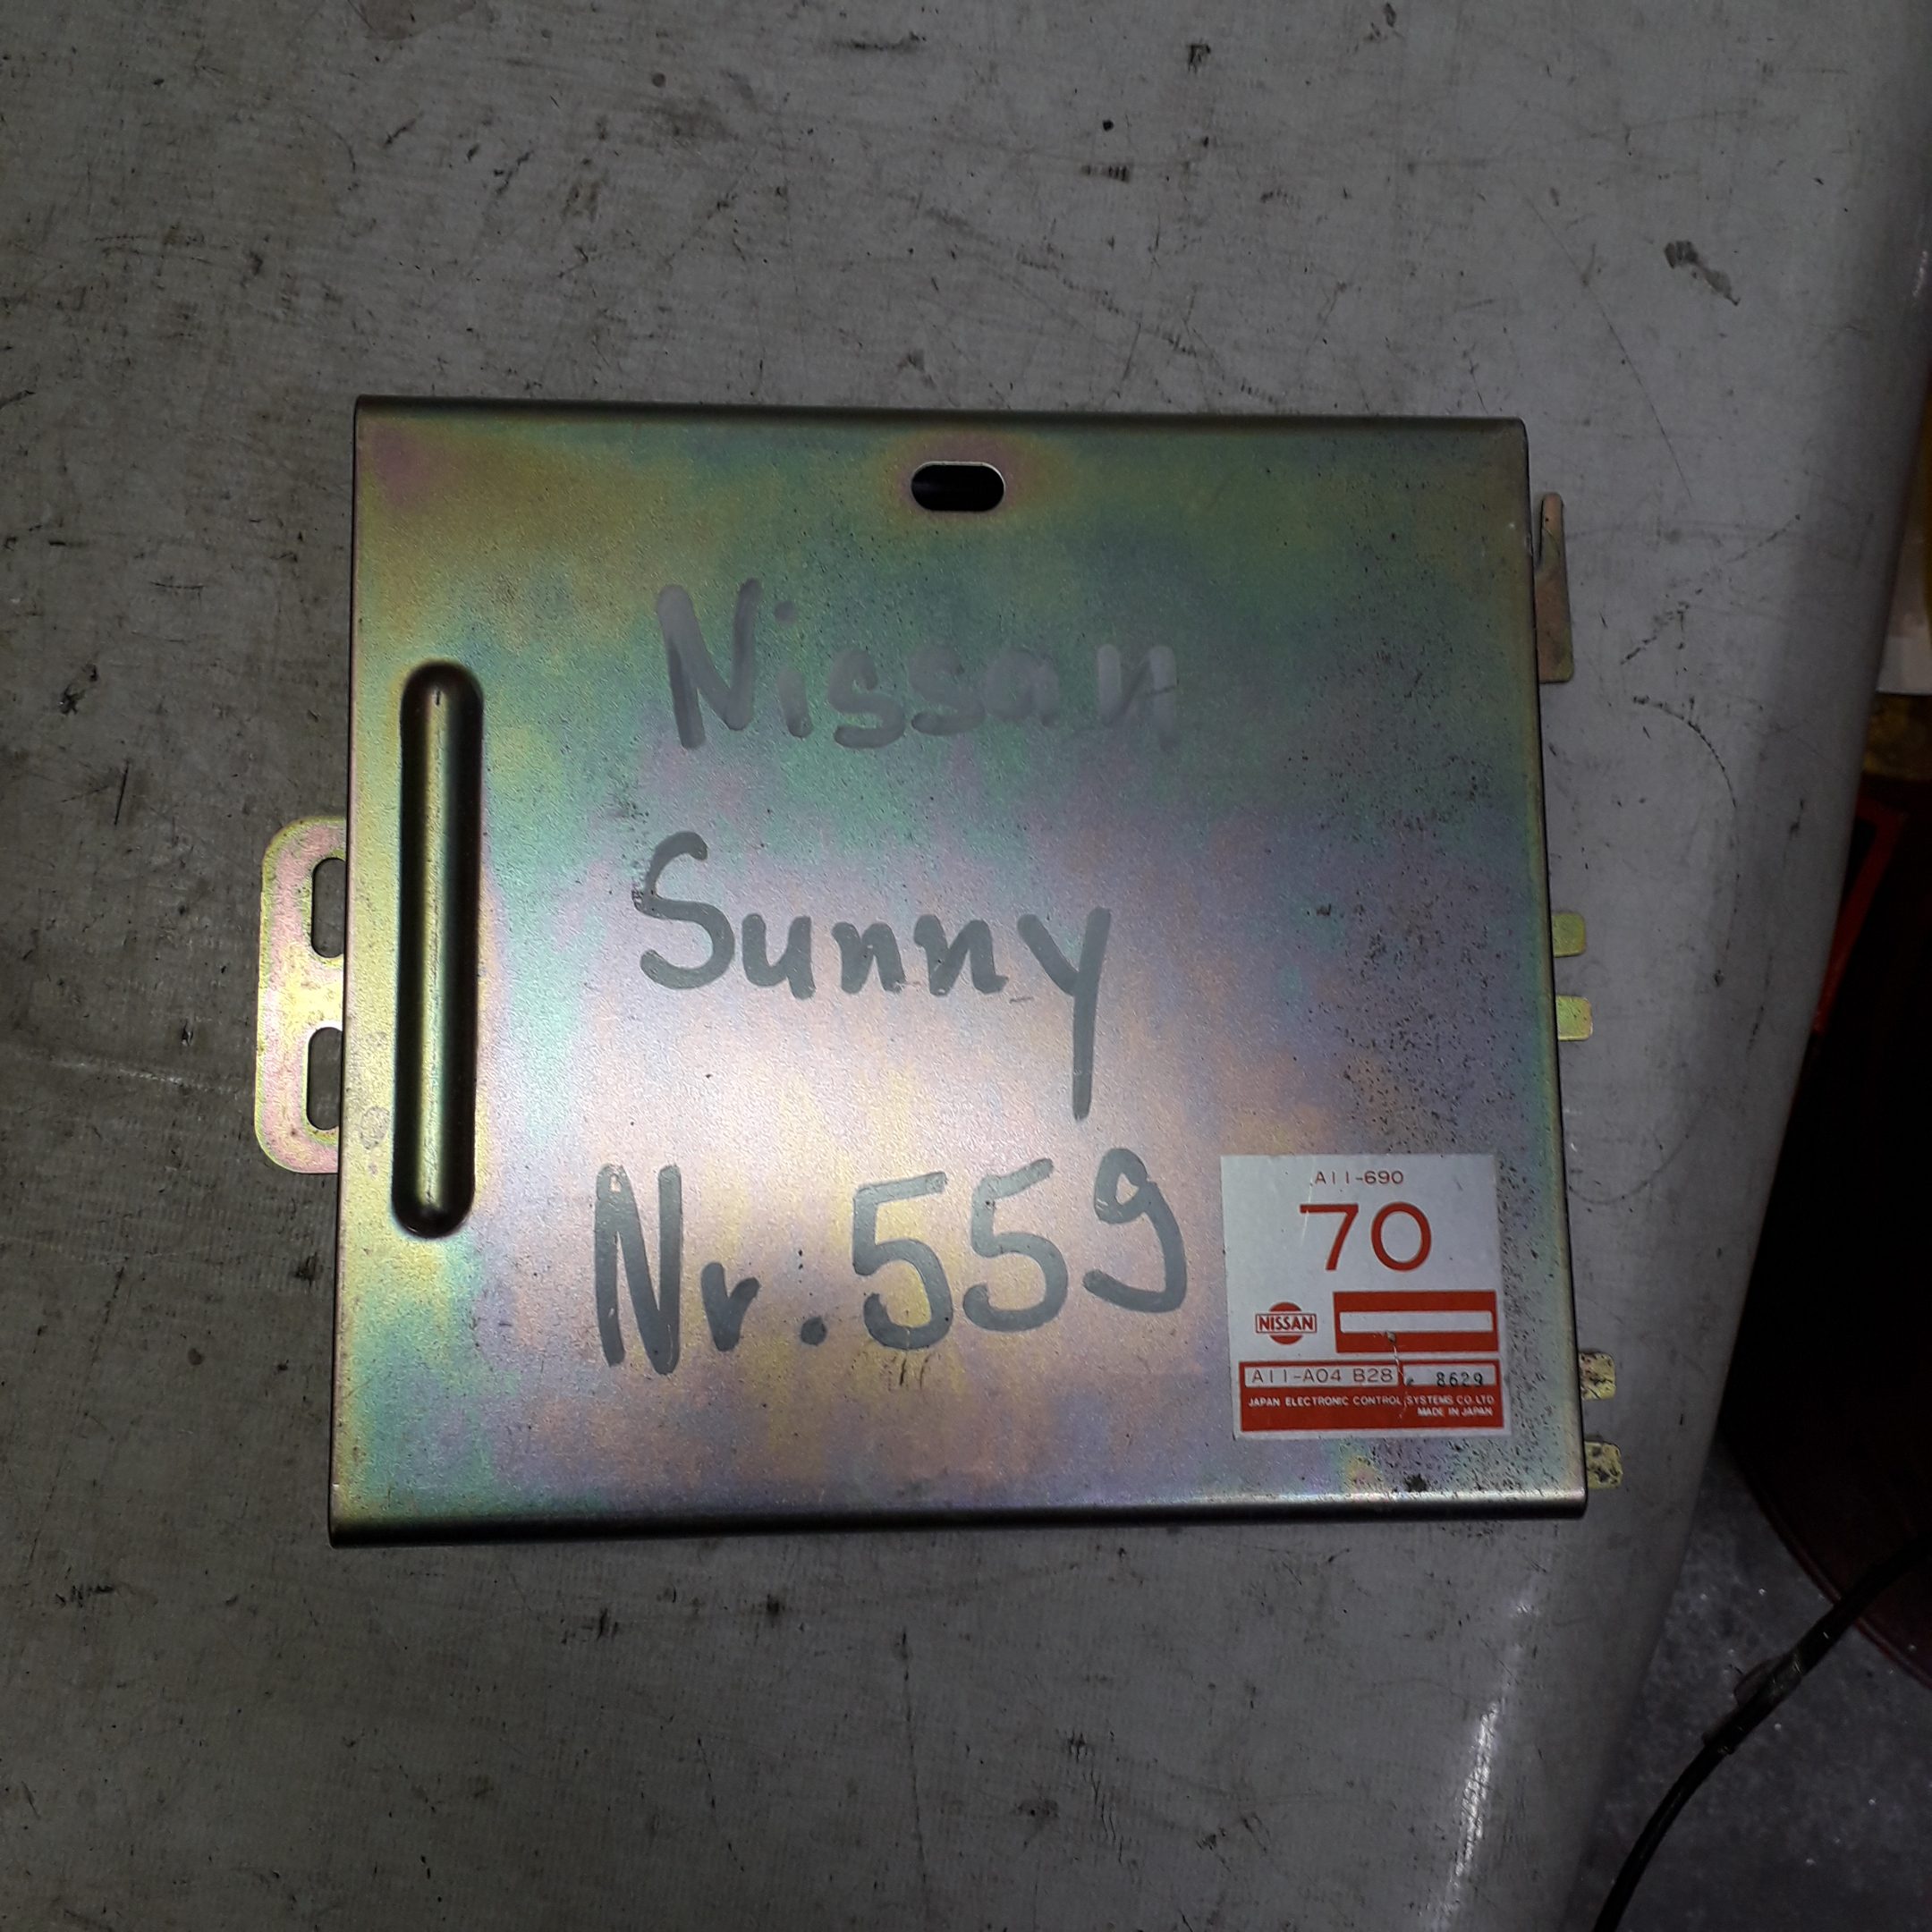 Nissan
Sunny
Nr. 559
A11-690
70
NISSAN
A11-A04 B28 8629
JAPAN ELECTRONIC CONTROL SYSTEMS CO. LTD
MADE IN JAPAN